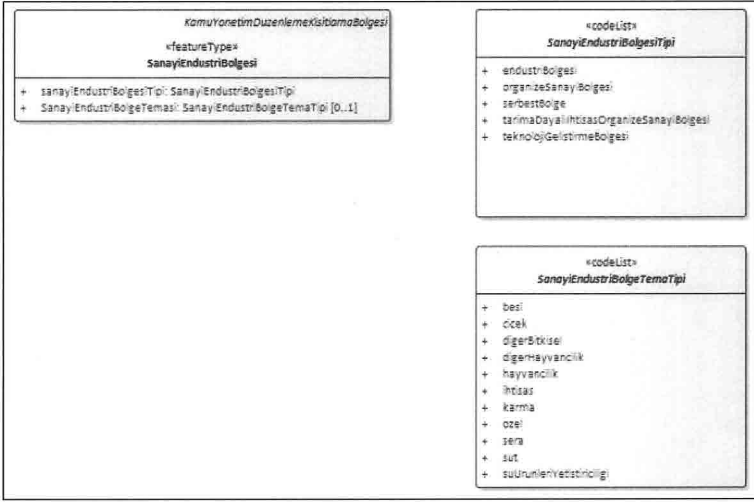 KamuYonetimDuzenlemeKisitlamaBolgesi
«featureType»
SanayiEndustriBolgesi
+ sanayiEndustriBolgesiTipi: SanayiEndustriBolgesiTipi
+ SanayiEndustriBolgeTemasi: SanayiEndustriBolgeTemaTipi [0..1]
«codeList»
SanayiEndustriBolgesiTipi
+ endustriBolgesi
+ organizeSanayiBolgesi
+ serbestBolge
+ tarimaDayaliIhtisasOrganizeSanayiBolgesi
+ teknolojiGelistirmeBolgesi
«codeList»
SanayiEndustriBolgeTemaTipi
+ besi
+ cicek
+ digerBitkisel
+ digerHayvancilik
+ hayvancilik
+ ihtisas
+ karma
+ ozel
+ sera
+ sut
+ suUrunleriYetistiriciligi